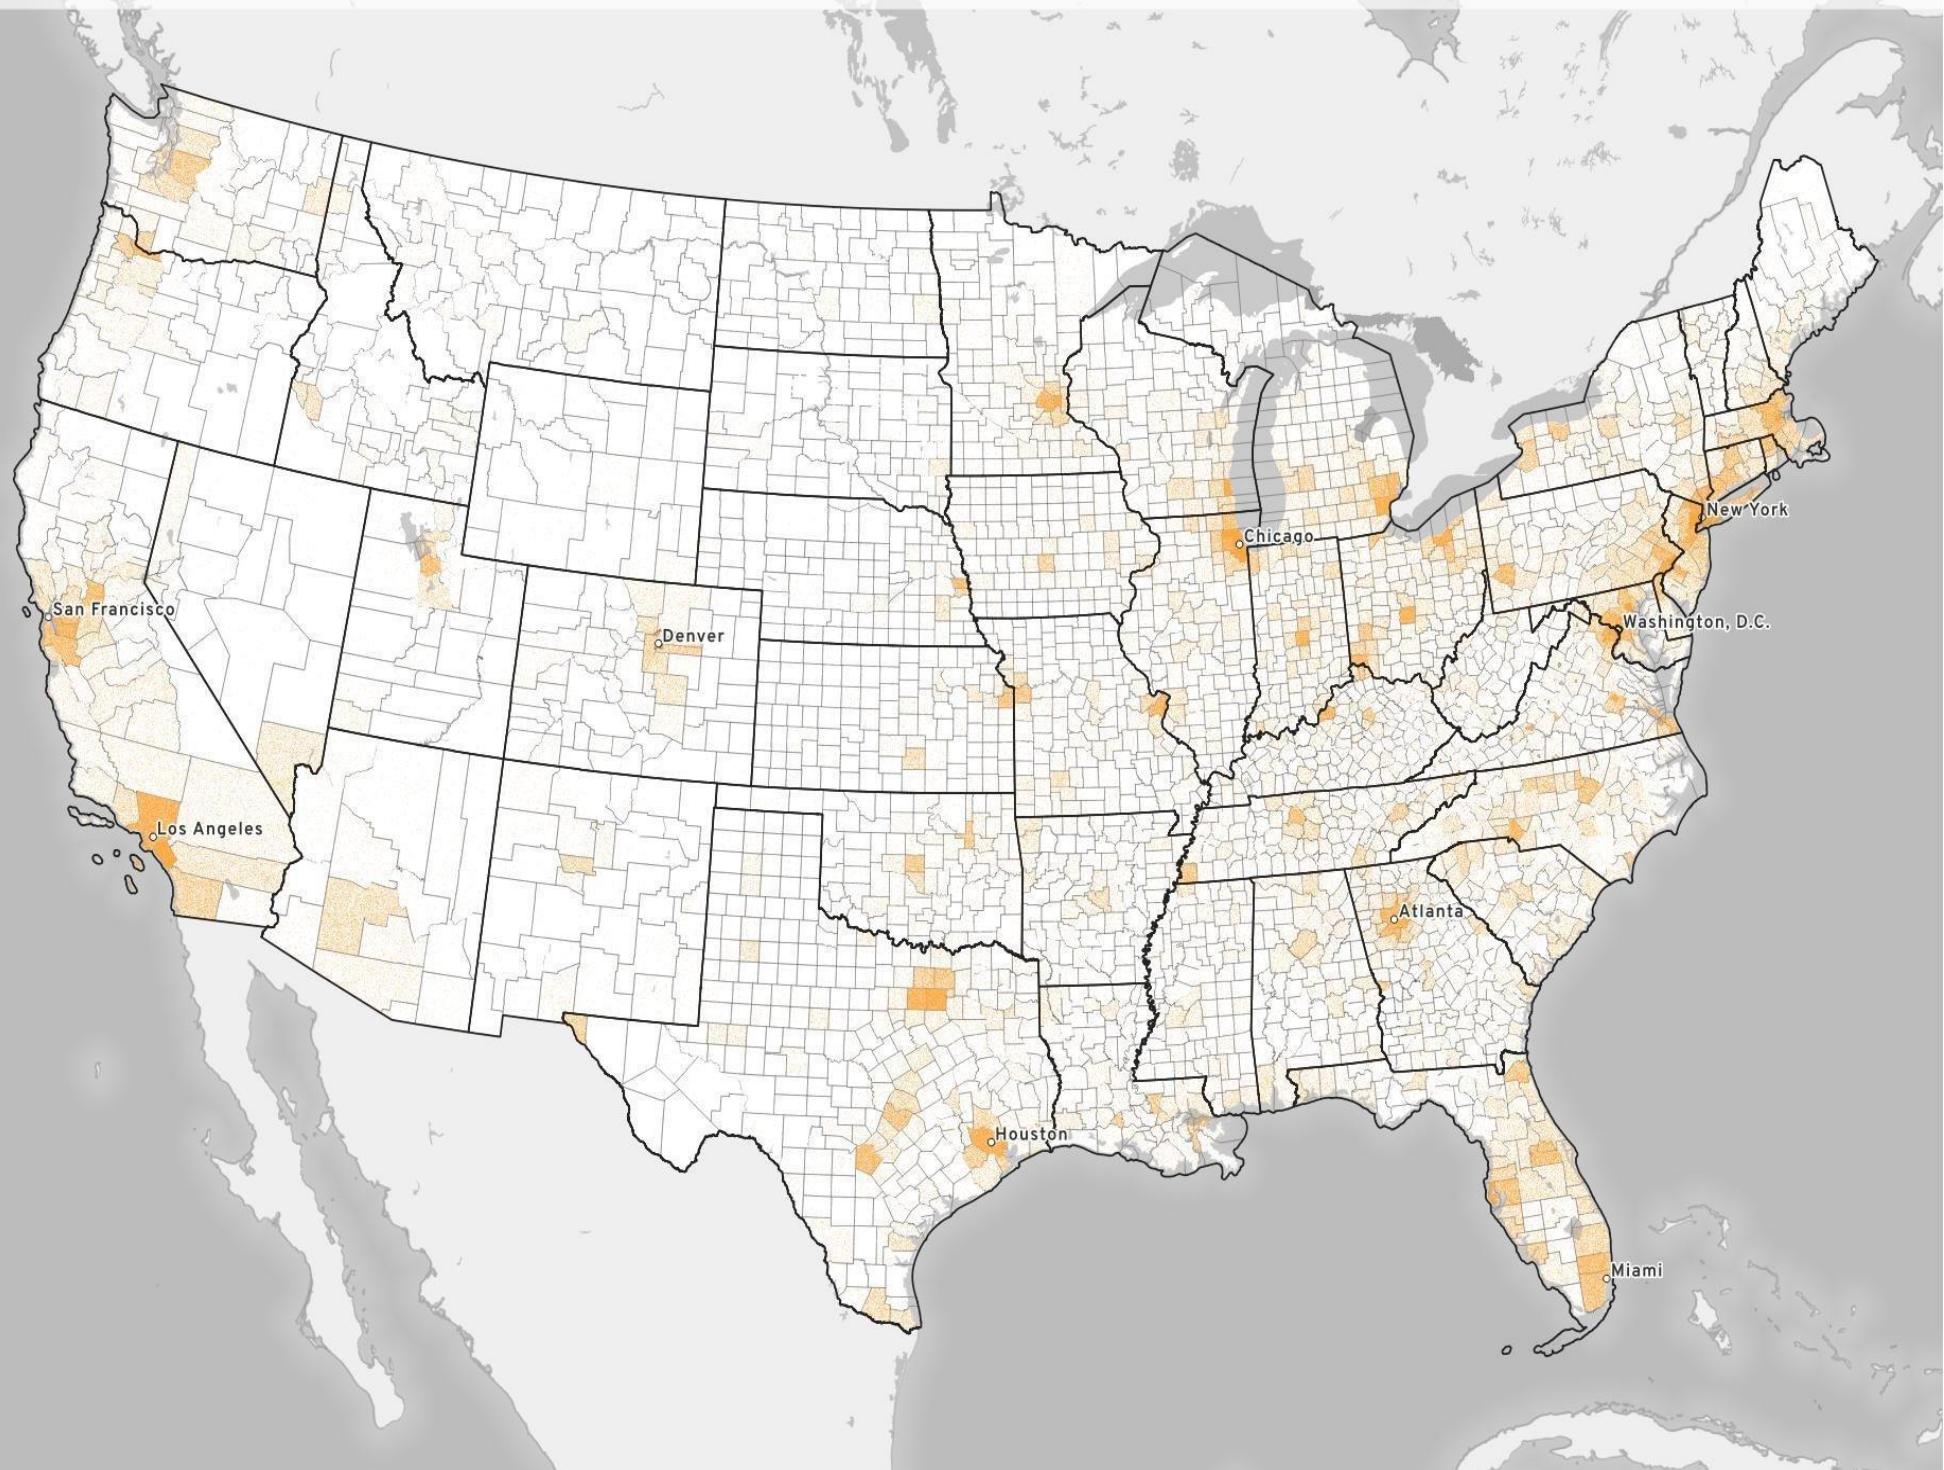 New York
Chicago
San Francisco
Washington, D.C.
Denver
Los Angeles
Atlanta
Houston
Miami